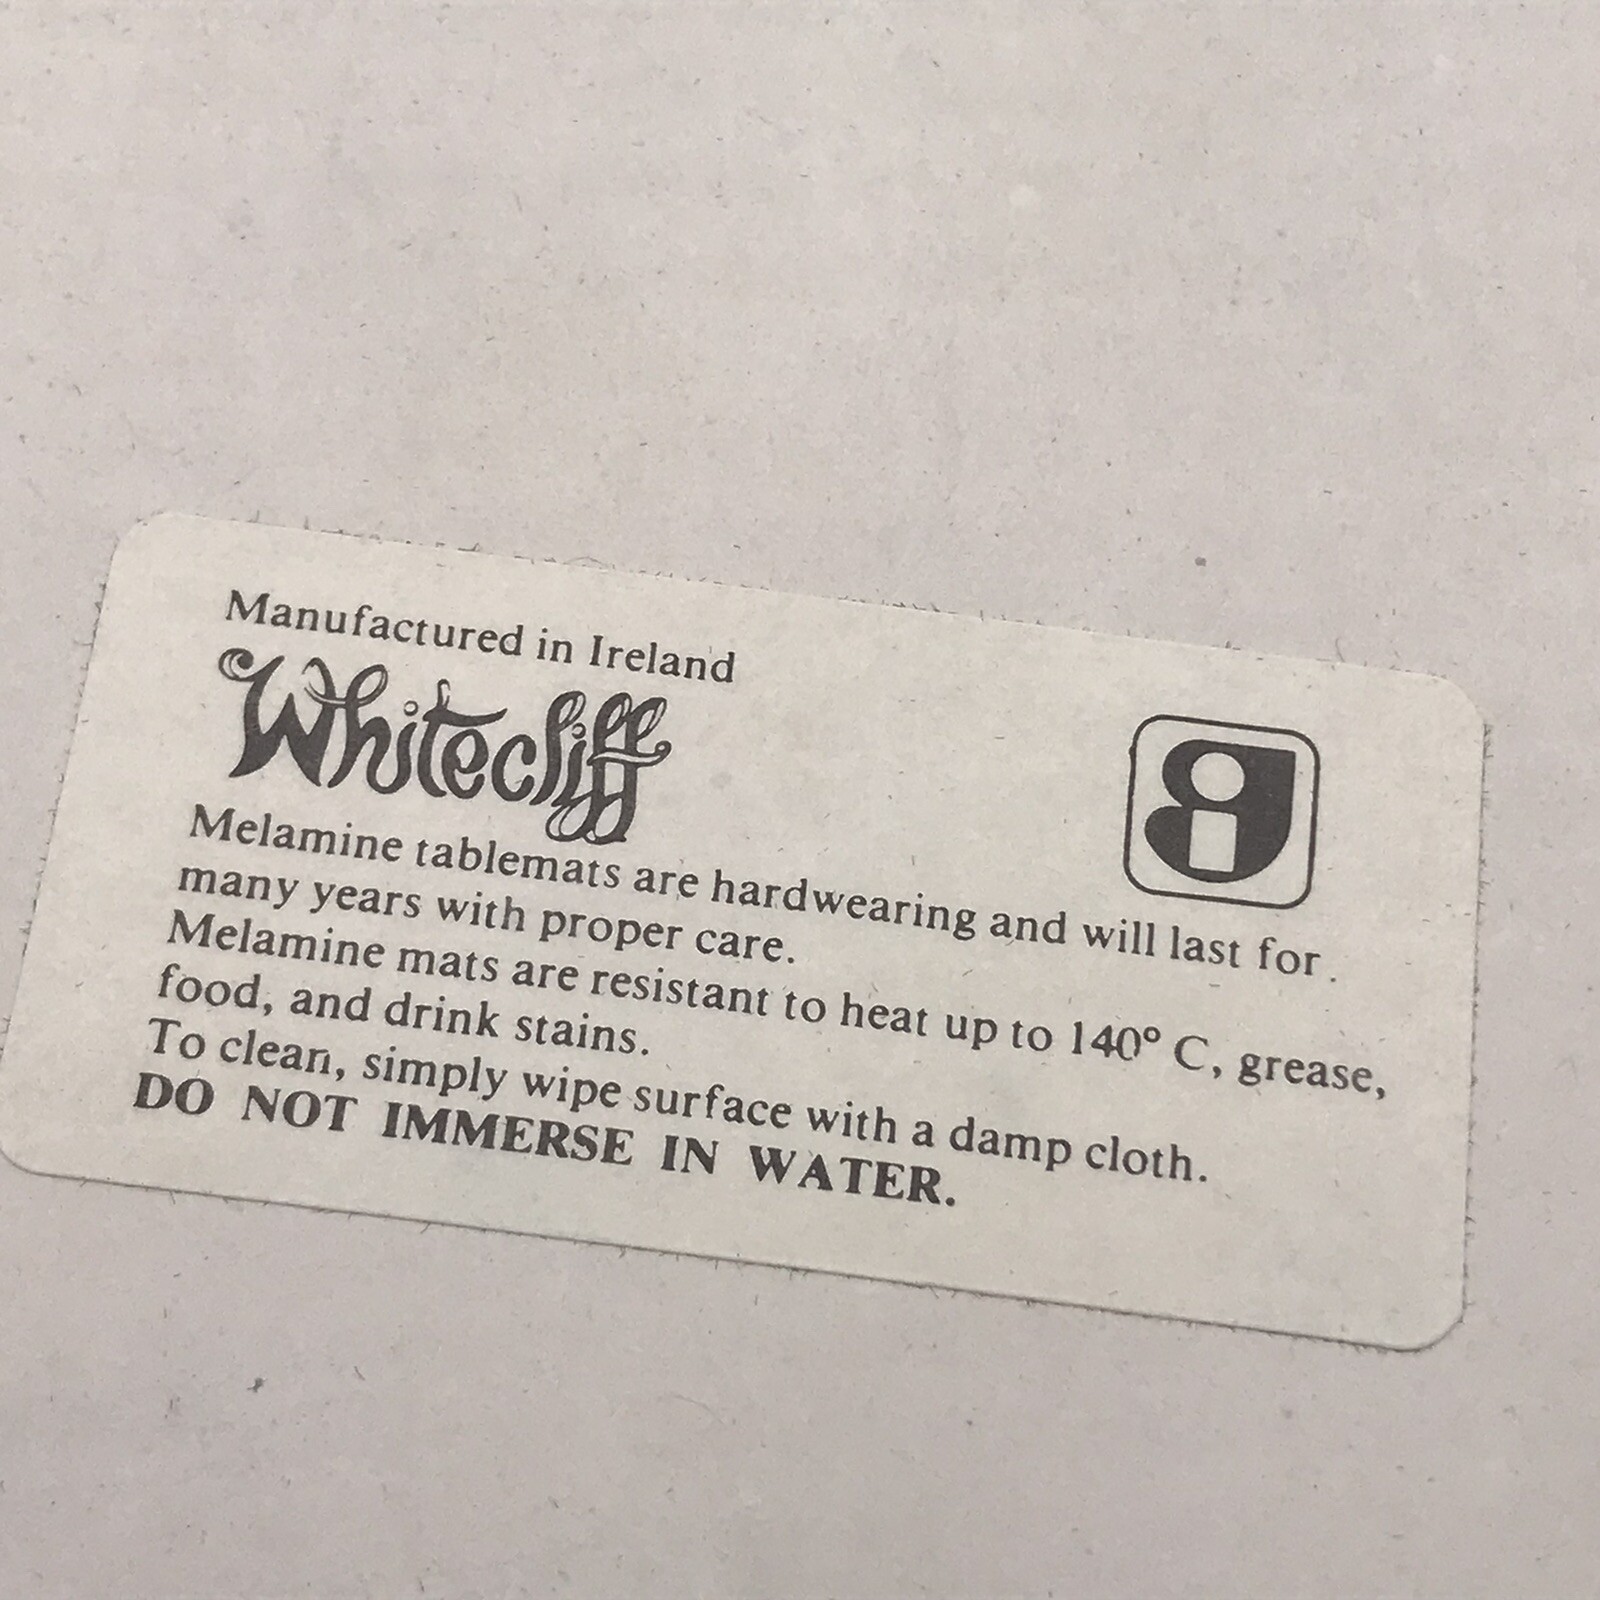 Manufactured in Ireland
Whitecliff
Melamine tablemats are hardwearing and will last for.
many years with proper care.
Melamine mats are resistant to heat up to 140° C, grease,
food, and drink stains.
To clean, simply wipe surface with a damp cloth.
DO NOT IMMERSE IN WATER.